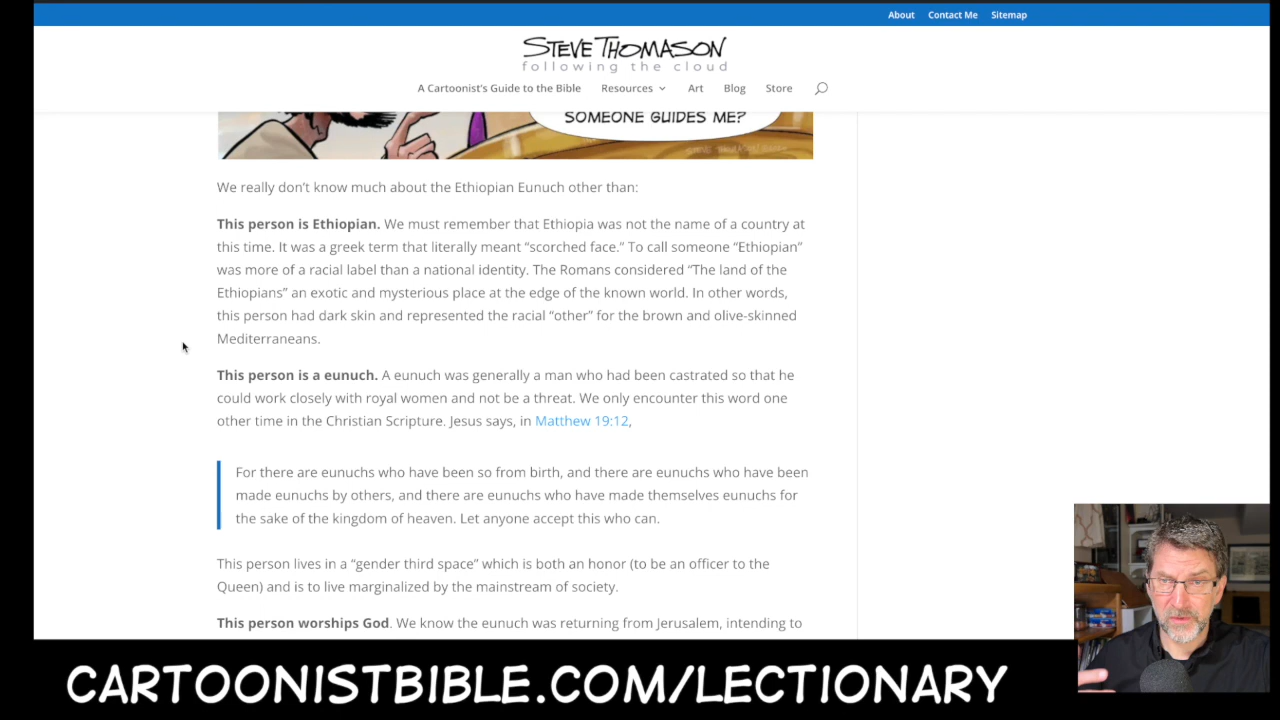 About Contact Me Sitemap
STEVE THOMASON
following the cloud
A Cartoonist's Guide to the Bible Resources Art Blog Store
SOMEONE GUIDES ME?
We really don't know much about the Ethiopian Eunuch other than:
This person is Ethiopian. We must remember that Ethiopia was not the name of a country at
this time. It was a greek term that literally meant “scorched face.” To call someone “Ethiopian”
was more of a racial label than a national identity. The Romans considered “The land of the
Ethiopians” an exotic and mysterious place at the edge of the known world. In other words,
this person had dark skin and represented the racial “other” for the brown and olive-skinned
Mediterraneans.
This person is a eunuch. A eunuch was generally a man who had been castrated so that he
could work closely with royal women and not be a threat. We only encounter this word one
other time in the Christian Scripture. Jesus says, in Matthew 19:12,
For there are eunuchs who have been so from birth, and there are eunuchs who have been
made eunuchs by others, and there are eunuchs who have made themselves eunuchs for
the sake of the kingdom of heaven. Let anyone accept this who can.
This person lives in a “gender third space” which is both an honor (to be an officer to the
Queen) and is to live marginalized by the mainstream of society.
This person worships God. We know the eunuch was returning from Jerusalem, intending to
CARTOONISTBIBLE.COM/LECTIONARY